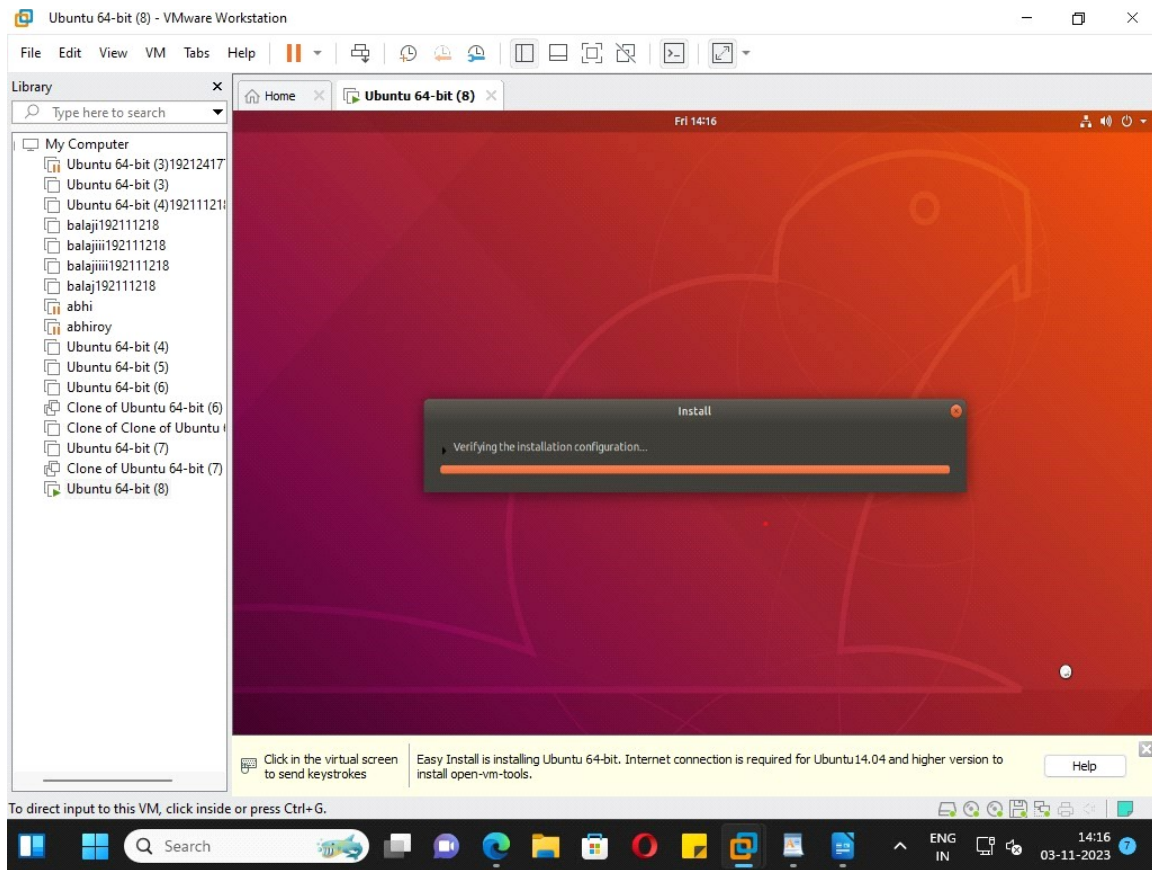 Ubuntu 64-bit (8) - VMware Workstation
File Edit View VM Tabs Help
Library
Type here to search
My Computer
Ubuntu 64-bit (3)19212417
Ubuntu 64-bit (3)
Ubuntu 64-bit (4)19211121
balaji192111218
balajiii192111218
balajiiii192111218
balaj192111218
abhi
abhiroy
Ubuntu 64-bit (4)
Ubuntu 64-bit (5)
Ubuntu 64-bit (6)
Clone of Ubuntu 64-bit (6)
Clone of Clone of Ubuntu
Ubuntu 64-bit (7)
Clone of Ubuntu 64-bit (7)
Ubuntu 64-bit (8)
Home
Ubuntu 64-bit (8)
Fri 14:16
Install
Verifying the installation configuration...
Click in the virtual screen
to send keystrokes
Easy Install is installing Ubuntu 64-bit. Internet connection is required for Ubuntu14.04 and higher version to
install open-vm-tools.
Help
To direct input to this VM, click inside or press Ctrl+G.
Search
ENG
IN
14:16
03-11-2023
7